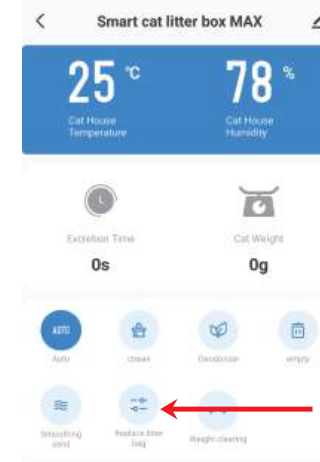 Smart cat litter box MAX
25 °C
78 %
Cat House
Temperature
Cat House
Humidity
Excretion Time
Cat Weight
0s
0g
AUTO
Auto
clean
Deodorizer
empty
Smoothing
sand
Replace litter
bag
Weight clearing